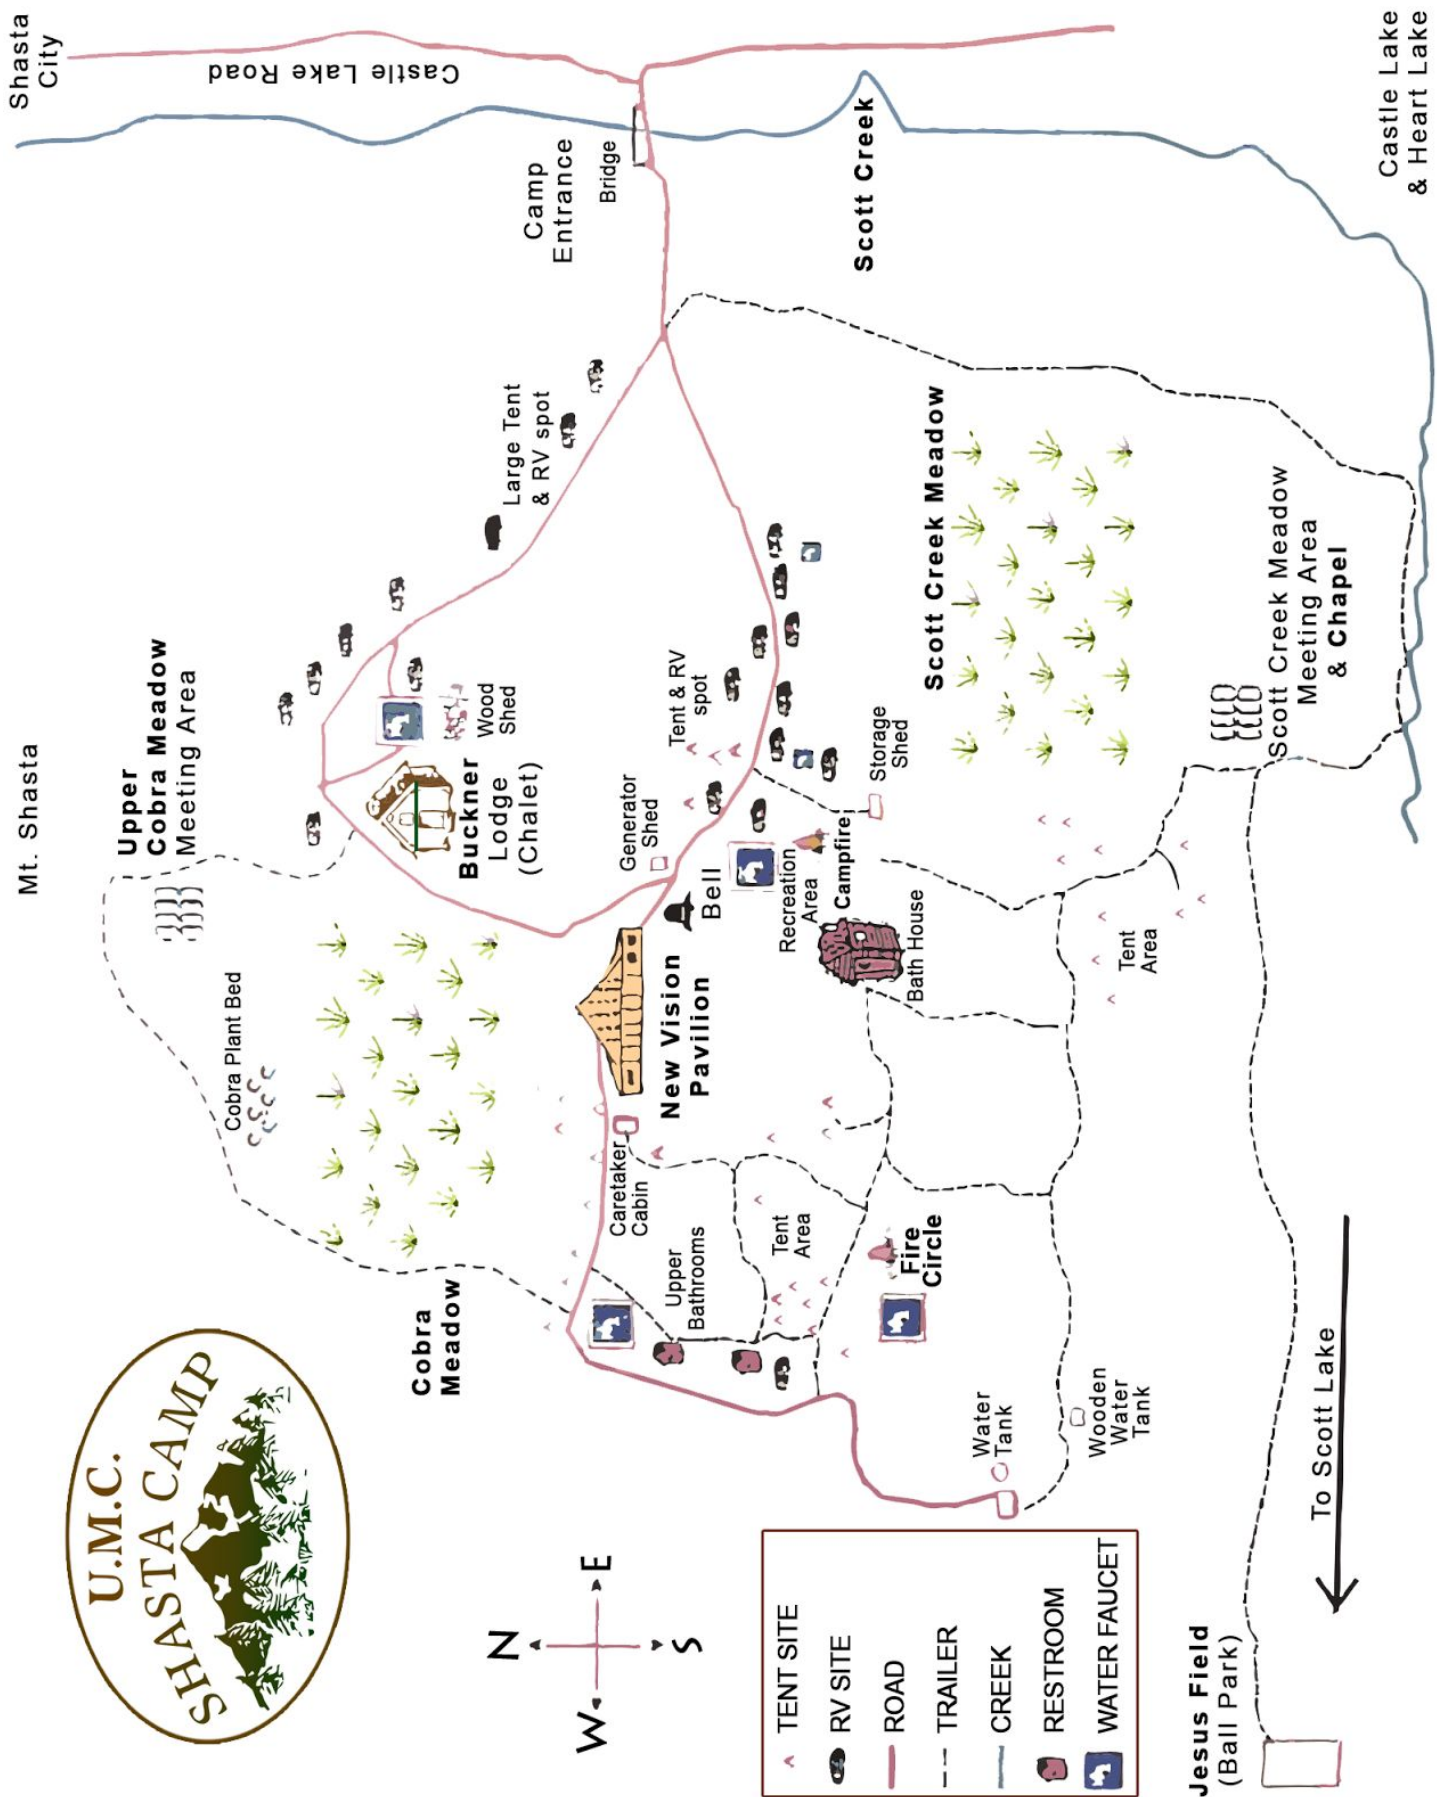 U.M.C.
SHASTA CAMP
Mt. Shasta
Shasta
City
Castle Lake Road
Upper
Cobra Meadow
Meeting Area
Cobra Plant Bed
Cobra
Meadow
Buckner
Lodge
(Chalet)
Wood
Shed
Large Tent
& RV spot
Camp
Entrance
Bridge
Generator
Shed
Tent & RV
spot
New Vision
Pavilion
Bell
Caretaker
Cabin
Upper
Bathrooms
Tent
Area
Recreation
Area
Campfire
Storage
Shed
Bath House
Fire
Circle
Scott Creek
Scott Creek Meadow
Tent
Area
Water
Tank
Wooden
Water
Tank
Scott Creek Meadow
Meeting Area
& Chapel
Castle Lake
& Heart Lake
To Scott Lake
Jesus Field
(Ball Park)
N
W
E
S
TENT SITE
RV SITE
ROAD
TRAILER
CREEK
RESTROOM
WATER FAUCET